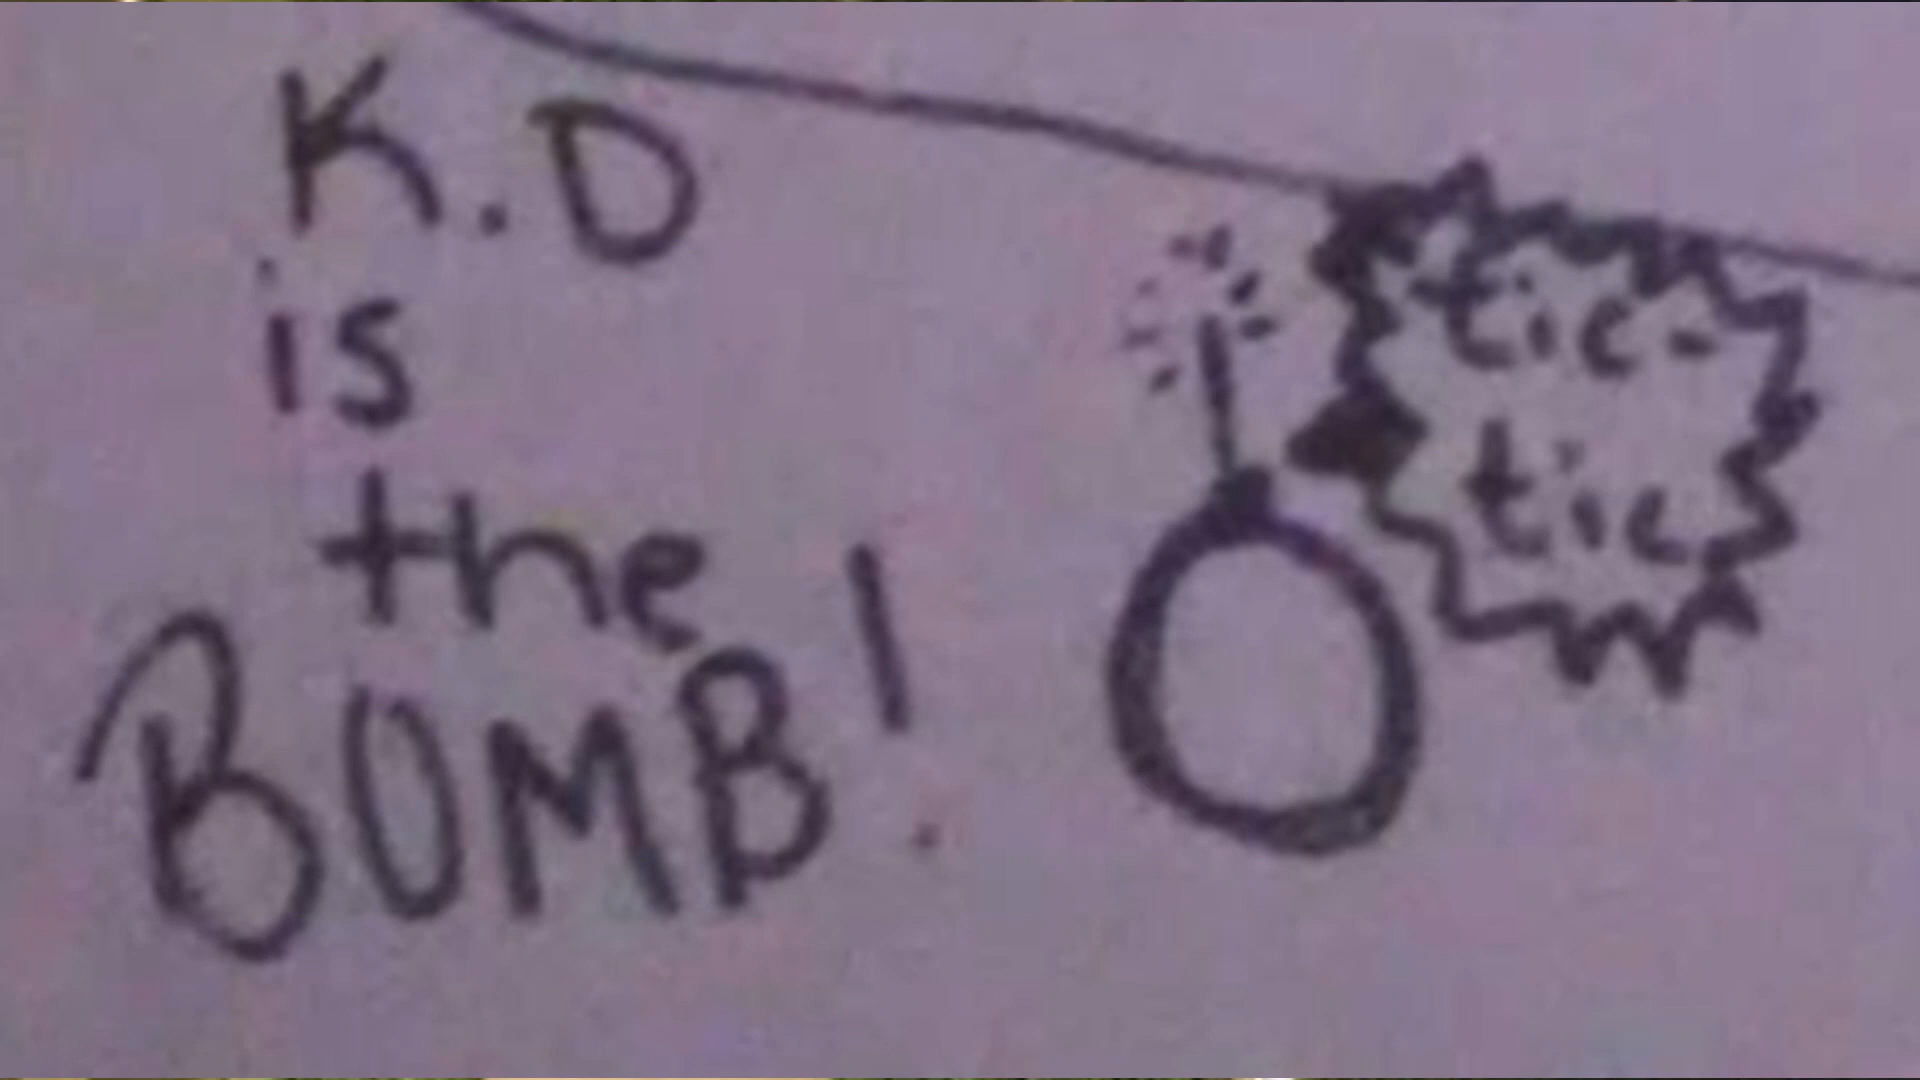 K.D
is
the
BOMB!
tic-
tic